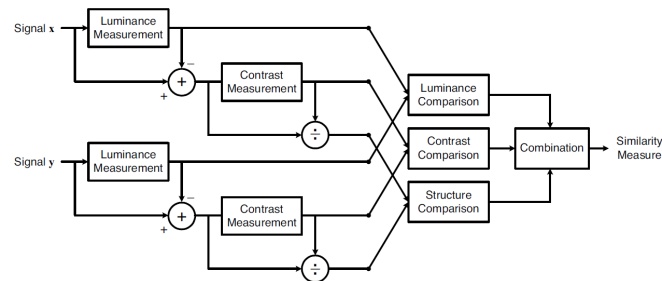 Signal x
Luminance
Measurement
−
+
+
Contrast
Measurement
÷
Luminance
Comparison
Contrast
Comparison
Structure
Comparison
Combination
Similarity
Measure
Signal y
Luminance
Measurement
−
+
+
Contrast
Measurement
÷